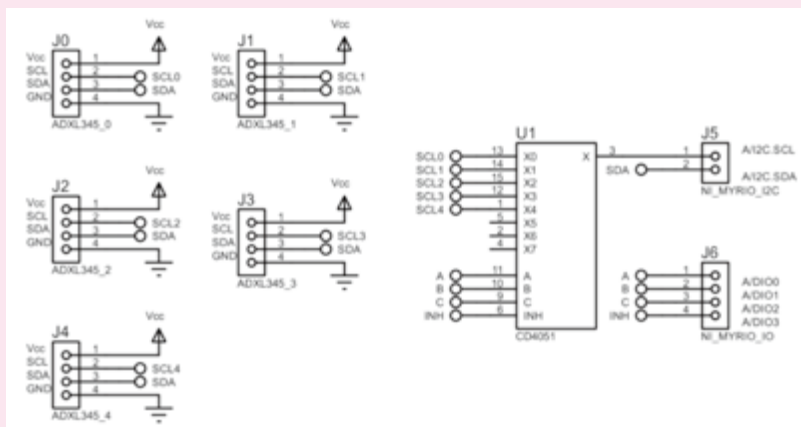 Vcc
J0
Vcc 1
SCL 2 SCL0
SDA 3 SDA
GND 4
ADXL345_0
Vcc
J1
Vcc 1
SCL 2 SCL1
SDA 3 SDA
GND 4
ADXL345_1
Vcc
J2
Vcc 1
SCL 2 SCL2
SDA 3 SDA
GND 4
ADXL345_2
Vcc
J3
Vcc 1
SCL 2 SCL3
SDA 3 SDA
GND 4
ADXL345_3
Vcc
J4
Vcc 1
SCL 2 SCL4
SDA 3 SDA
GND 4
ADXL345_4
U1
SCL0 13 X0 X 3
SCL1 14 X1
SCL2 15 X2
SCL3 12 X3
SCL4 1 X4
5 X5
2 X6
4 X7
A 11 A
B 10 B
C 9 C
INH 6 INH
CD4051
J5
1 A/I2C.SCL
SDA 2 A/I2C.SDA
NI_MYRIO_I2C
J6
A 1 A/DIO0
B 2 A/DIO1
C 3 A/DIO2
INH 4 A/DIO3
NI_MYRIO_IO